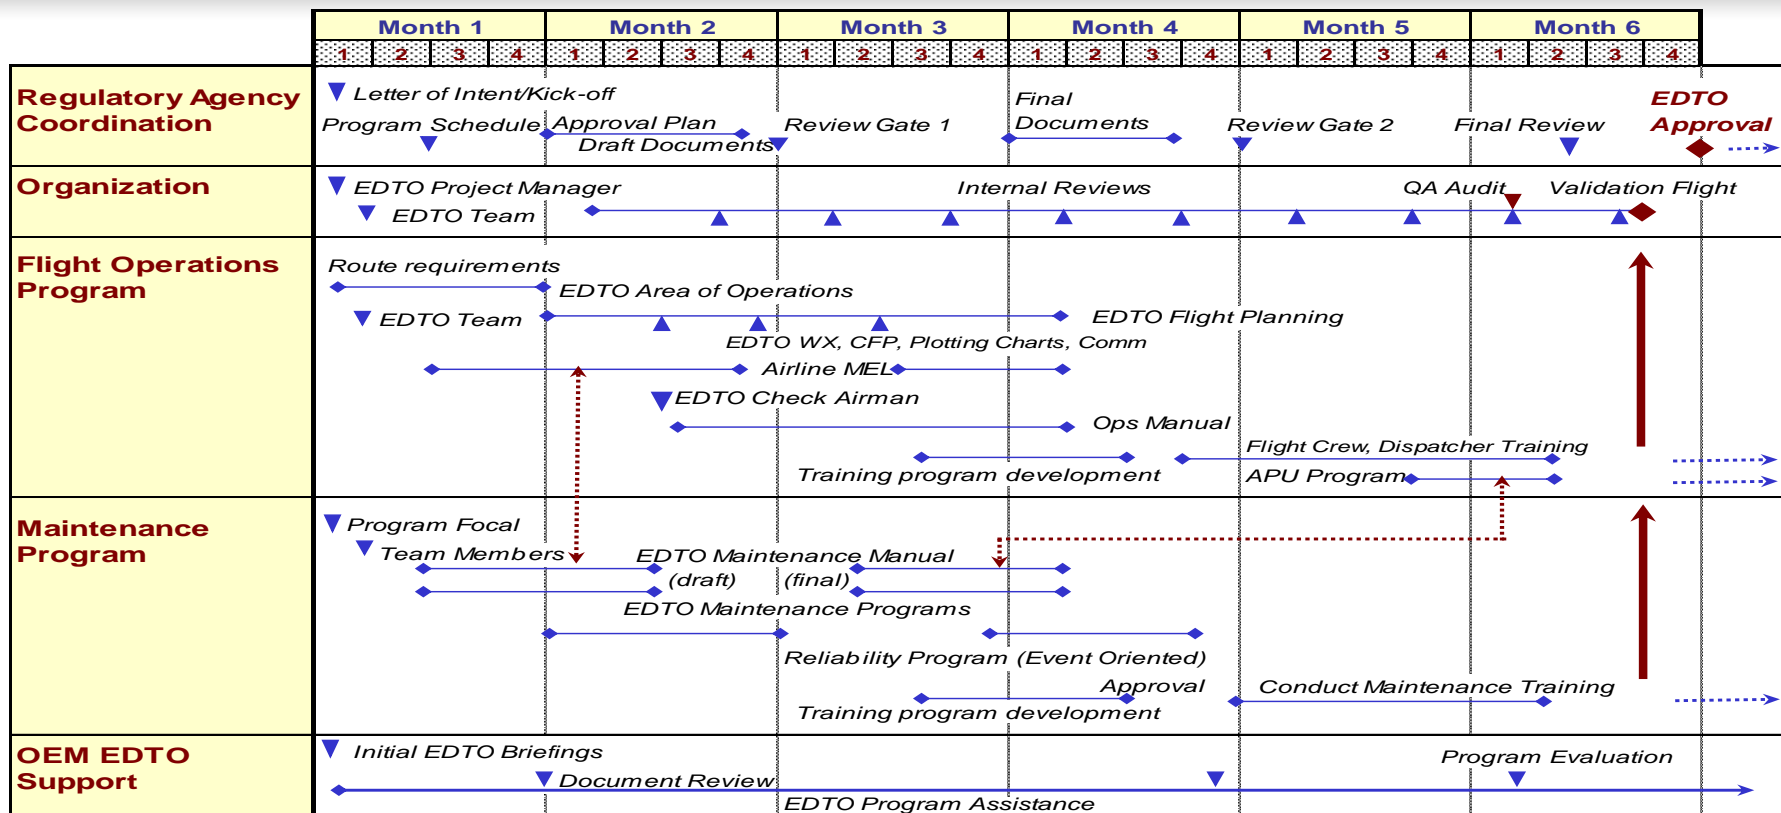 Month 1 Month 2 Month 3 Month 4 Month 5 Month 6
1 2 3 4 1 2 3 4 1 2 3 4 1 2 3 4 1 2 3 4 1 2 3 4
Regulatory Agency
Coordination
Letter of Intent/Kick-off
Program Schedule
Approval Plan
Draft Documents
Review Gate 1
Final
Documents
Review Gate 2
Final Review
EDTO
Approval
Organization
EDTO Project Manager
EDTO Team
Internal Reviews
QA Audit
Validation Flight
Flight Operations
Program
Route requirements
EDTO Area of Operations
EDTO Team
EDTO Flight Planning
EDTO WX, CFP, Plotting Charts, Comm
Airline MEL
EDTO Check Airman
Ops Manual
Flight Crew, Dispatcher Training
Training program development
APU Program
Maintenance
Program
Program Focal
Team Members
EDTO Maintenance Manual
(draft)
(final)
EDTO Maintenance Programs
Reliability Program (Event Oriented)
Approval
Conduct Maintenance Training
Training program development
OEM EDTO
Support
Initial EDTO Briefings
Program Evaluation
Document Review
EDTO Program Assistance